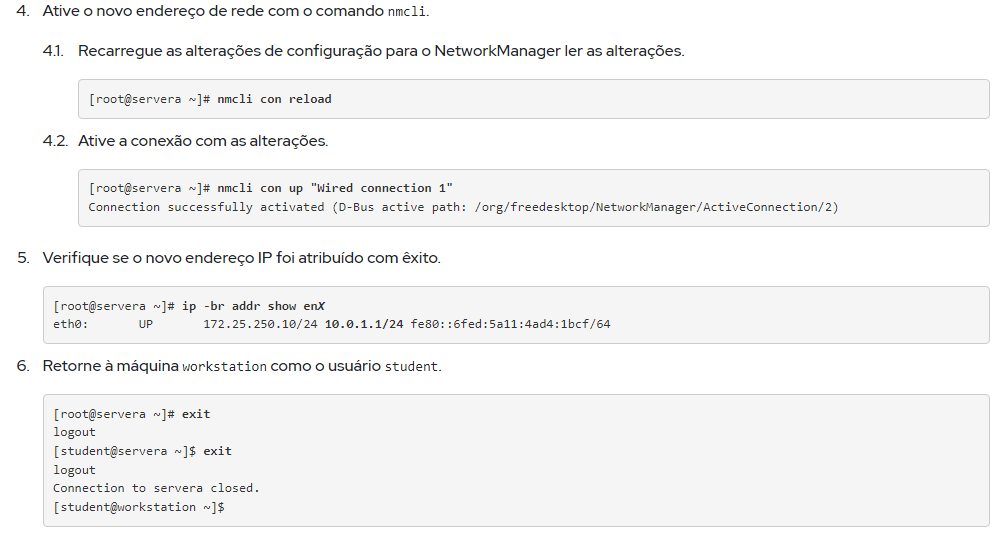 4. Ative o novo endereço de rede com o comando nmcli.
4.1. Recarregue as alterações de configuração para o NetworkManager ler as alterações.
[root@servera ~]# nmcli con reload
4.2. Ative a conexão com as alterações.
[root@servera ~]# nmcli con up "Wired connection 1"
Connection successfully activated (D-Bus active path: /org/freedesktop/NetworkManager/ActiveConnection/2)
5. Verifique se o novo endereço IP foi atribuído com êxito.
[root@servera ~]# ip -br addr show enX
eth0: UP 172.25.250.10/24 10.0.1.1/24 fe80::6fed:5a11:4ad4:1bcf/64
6. Retorne à máquina workstation como o usuário student.
[root@servera ~]# exit
logout
[student@servera ~]$ exit
logout
Connection to servera closed.
[student@workstation ~]$